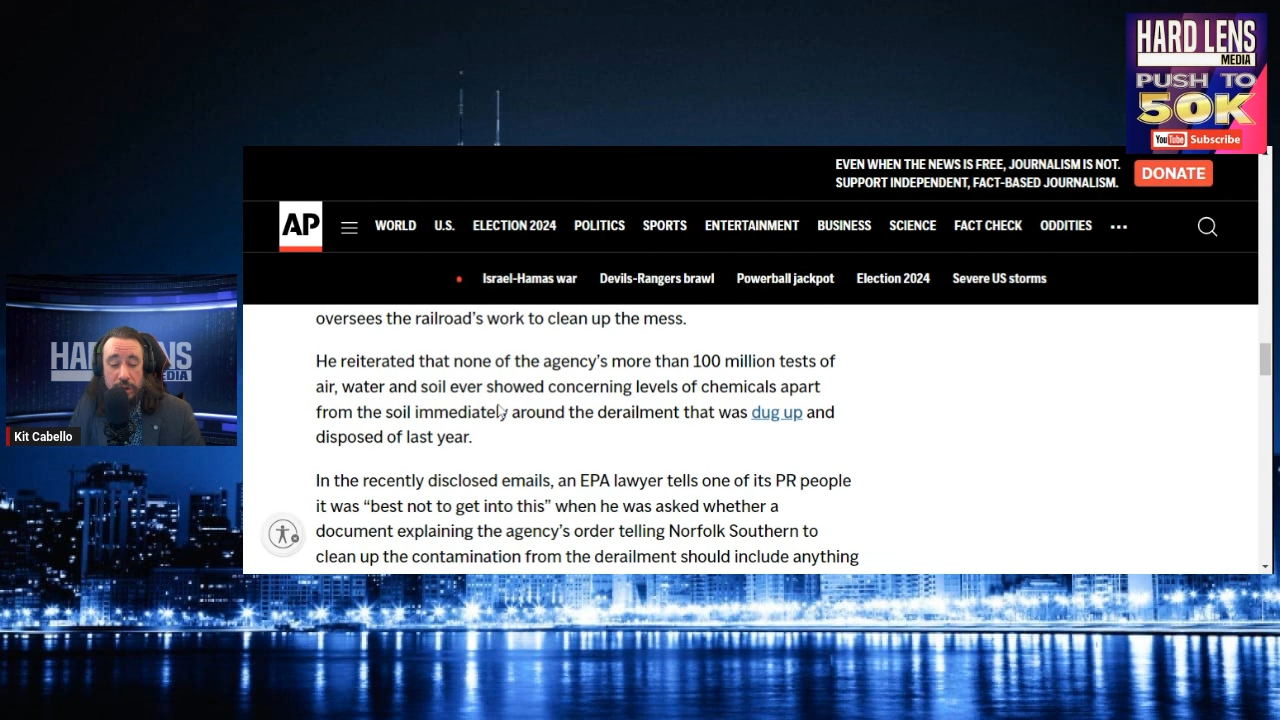 HARD LENS
MEDIA
PUSH TO
50K
YouTube Subscribe
EVEN WHEN THE NEWS IS FREE, JOURNALISM IS NOT.
SUPPORT INDEPENDENT, FACT-BASED JOURNALISM.
DONATE
AP
WORLD U.S. ELECTION 2024 POLITICS SPORTS ENTERTAINMENT BUSINESS SCIENCE FACT CHECK ODDITIES
Israel-Hamas war Devils-Rangers brawl Powerball jackpot Election 2024 Severe US storms
oversees the railroad’s work to clean up the mess.
He reiterated that none of the agency’s more than 100 million tests of
air, water and soil ever showed concerning levels of chemicals apart
from the soil immediately around the derailment that was dug up and
disposed of last year.
In the recently disclosed emails, an EPA lawyer tells one of its PR people
it was “best not to get into this” when he was asked whether a
document explaining the agency’s order telling Norfolk Southern to
clean up the contamination from the derailment should include anything
Kit Cabello